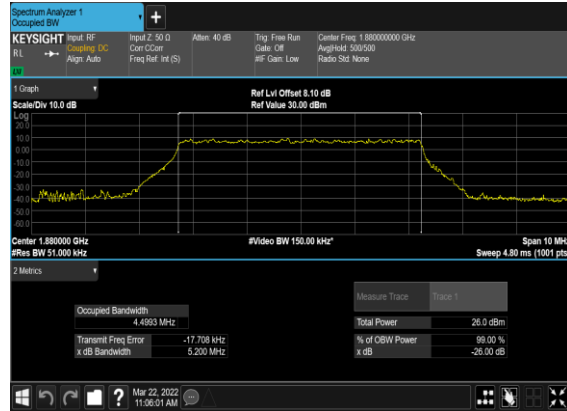 Spectrum Analyzer 1
Occupied BW
+
KEYSIGHT
RL
Input: RF
Coupling: DC
Align: Auto
Input Z: 50 Ω
Corr CCorr
Freq Ref: Int (S)
Atten: 40 dB
Trig: Free Run
Gate: Off
#IF Gain: Low
Center Freq: 1.880000000 GHz
Avg|Hold: 500/500
Radio Std: None
1 Graph
Scale/Div 10.0 dB
Ref Lvl Offset 8.10 dB
Ref Value 30.00 dBm
Log
20.0
10.0
0.00
-10.0
-20.0
-30.0
-40.0
-50.0
-60.0
Center 1.880000 GHz
#Res BW 51.000 kHz
#Video BW 150.00 kHz*
Span 10 MHz
Sweep 4.80 ms (1001 pts
2 Metrics
Measure Trace
Trace 1
Occupied Bandwidth
4.4993 MHz
Total Power 26.0 dBm
Transmit Freq Error -17.708 kHz
% of OBW Power 99.00 %
x dB Bandwidth 5.200 MHz
x dB -26.00 dB
?
Mar 22, 2022
11:06:01 AM